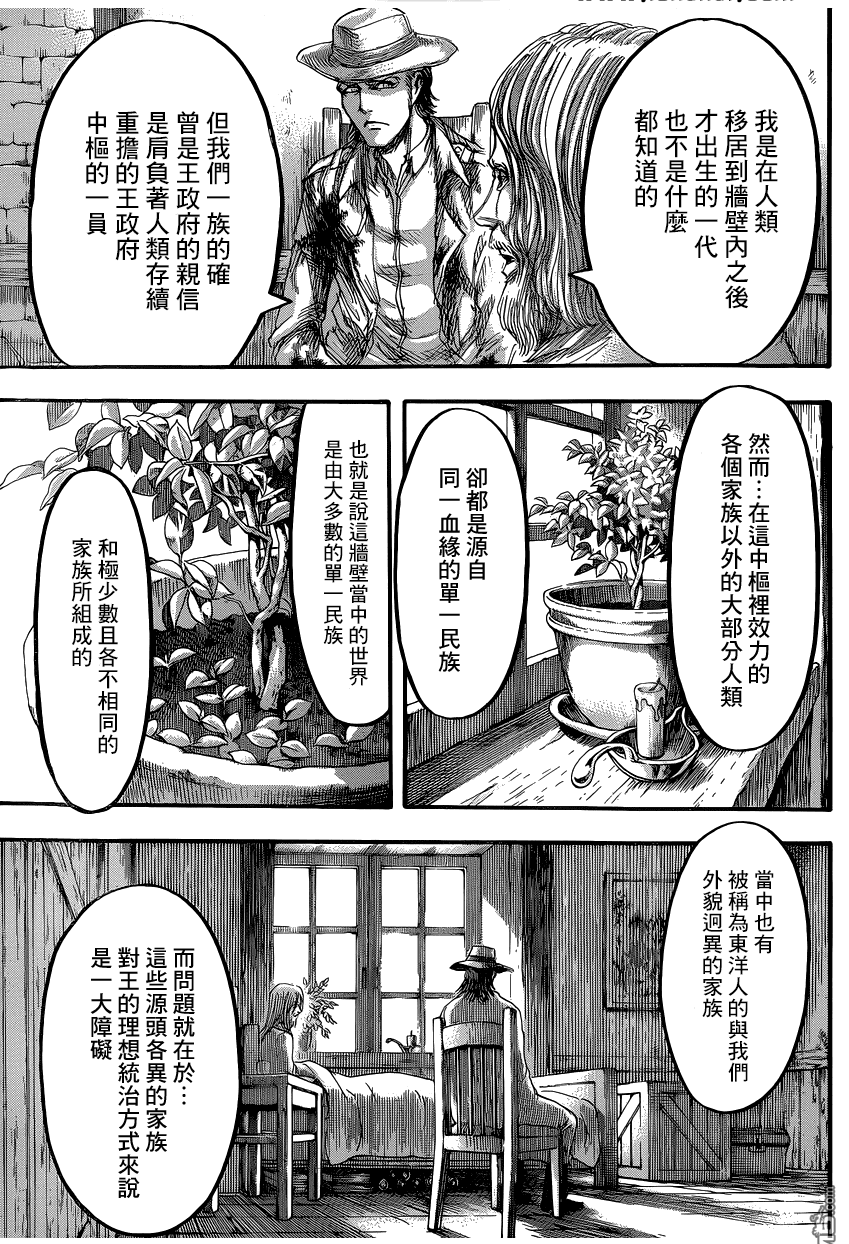 我是在人類
移居到牆壁內之後
才出生的一代
也不是什麼
都知道的
但我們一族的確
曾是王政府的親信
是肩負著人類存續
重擔的王政府
中樞的一員
然而…在這中樞裡效力的
各個家族以外的大部分人類
卻都是源自
同一血緣的單一民族
也就是說這牆壁當中的世界
是由大多數的單一民族
和極少數且各不相同的
家族所組成的
當中也有
被稱為東洋人的與我們
外貌迥異的家族
而問題就在於…
這些源頭各異的家族
對王的理想統治方式來說
是一大障礙